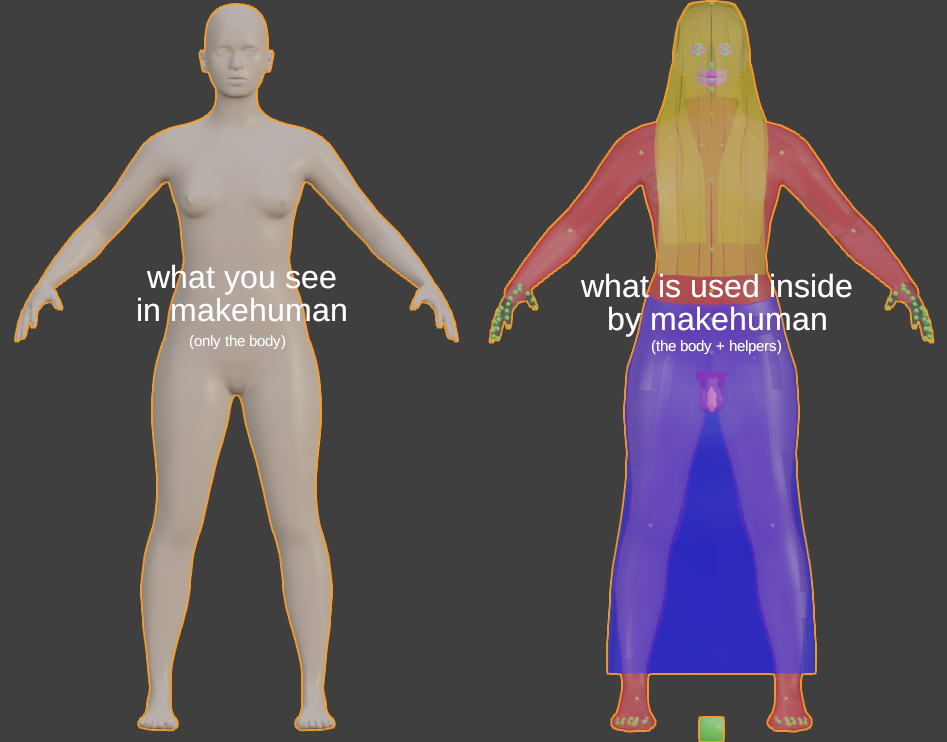 what you see
in makehuman
(only the body)
what is used inside
by makehuman
(the body + helpers)